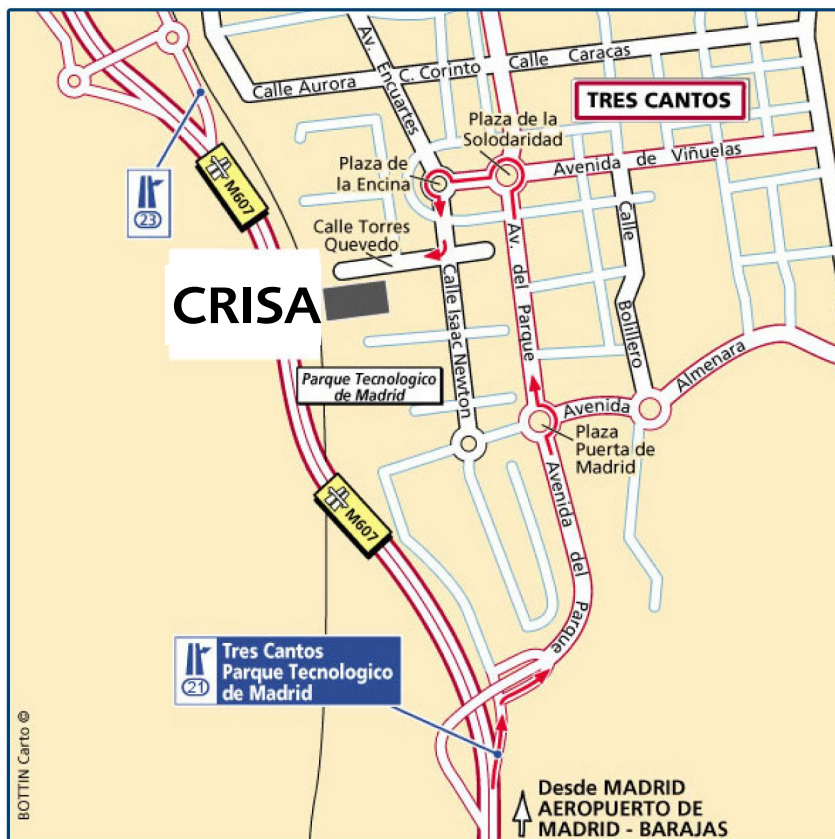 Calle Caracas
C. Corinto
Calle Aurora
Av. Encuartes
TRES CANTOS
Plaza de la
Solodaridad
Avenida de Viñuelas
Plaza de
la Encina
23
M607
Calle Torres
Quevedo
Av. del Parque
Calle Bolillero
CRISA
Calle Isaac Newton
Parque Tecnologico
de Madrid
Avenida Almenara
Plaza
Puerta de
Madrid
M607
Avenida del Parque
21
Tres Cantos
Parque Tecnologico
de Madrid
BOTTIN Carto ©
Desde MADRID
AEROPUERTO DE
MADRID - BARAJAS